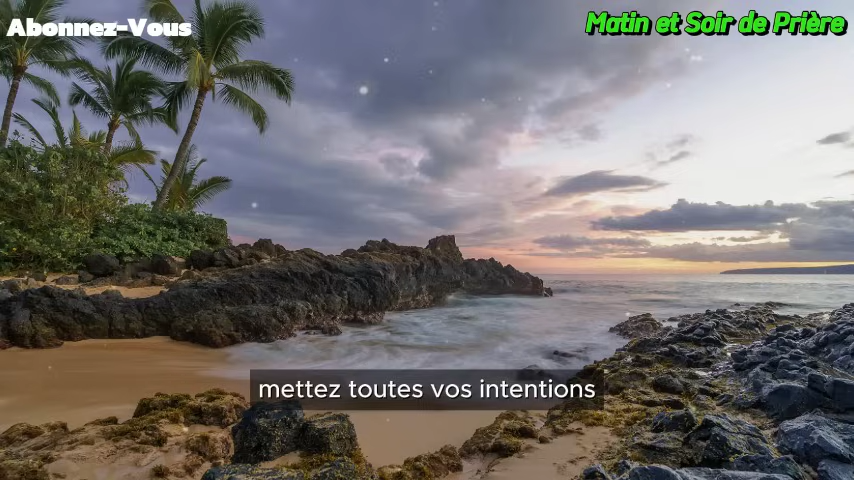 Abonnez-Vous
Matin et Soir de Prière
mettez toutes vos intentions